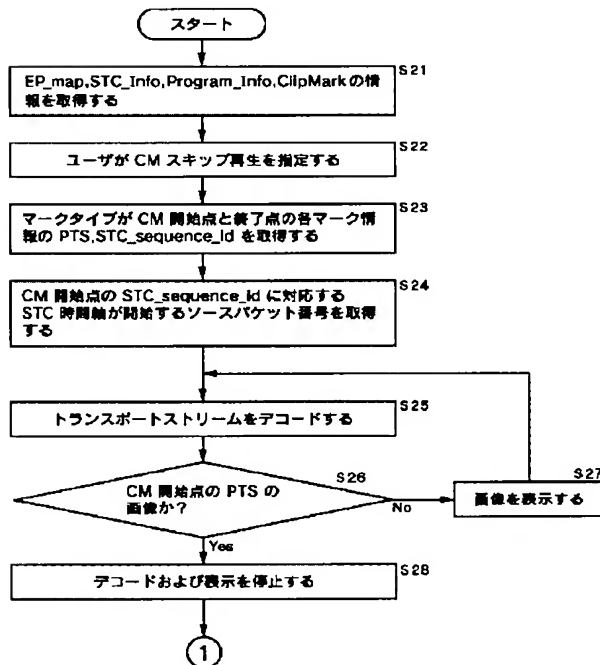 スタート
S21
EP_map,STC_Info,Program_Info,ClipMarkの情
報を取得する
S22
ユーザが CM スキップ再生を指定する
S23
マークタイプが CM 開始点と終了点の各マーク情
報の PTS,STC_sequence_id を取得する
S24
CM 開始点の STC_sequence_id に対応する
STC 時間軸が開始するソースパケット番号を取得
する
S25
トランスポートストリームをデコードする
S26
CM 開始点の PTS の
画像か？
No
S27
画像を表示する
Yes
S28
デコードおよび表示を停止する
1